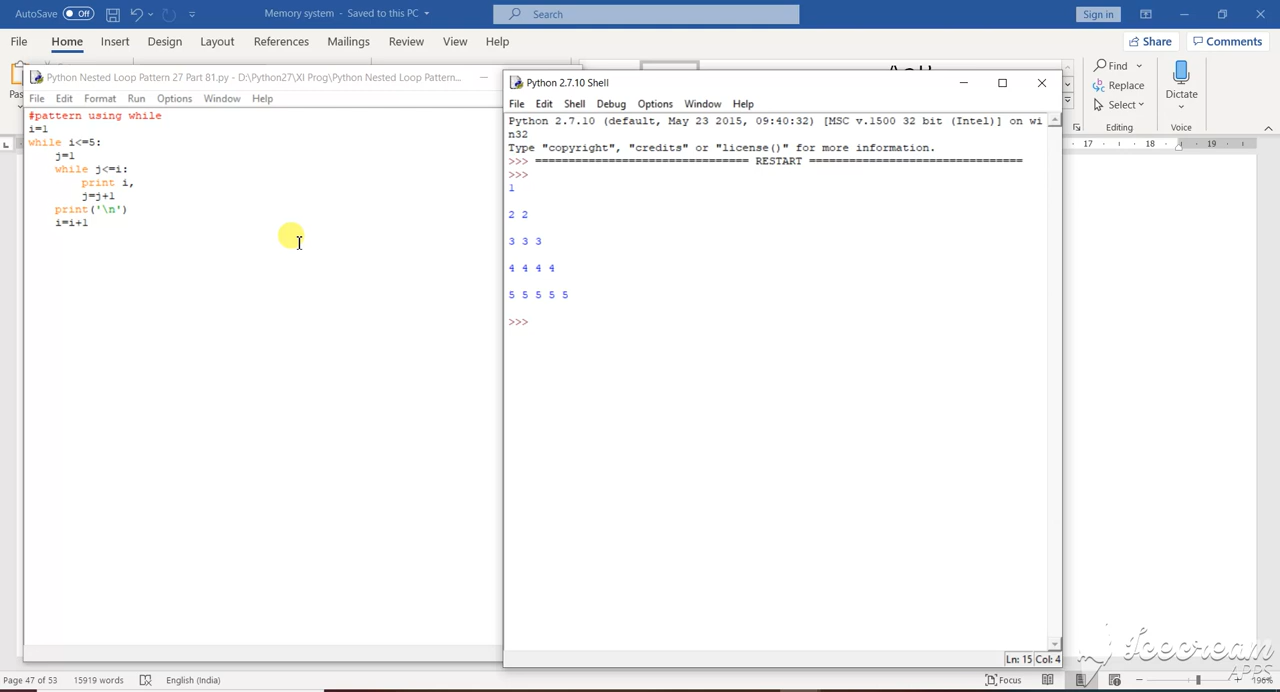 AutoSave Off Memory system - Saved to this PC Search Sign in
File Home Insert Design Layout References Mailings Review View Help Share Comments
Python Nested Loop Pattern 27 Part 81.py - D:\Python27\XI Prog\Python Nested Loop Pattern...
File Edit Format Run Options Window Help
#pattern using while
i=1
while i<=5:
    j=1
    while j<=i:
        print i,
        j=j+1
    print('\n')
    i=i+1
Python 2.7.10 Shell
File Edit Shell Debug Options Window Help
Python 2.7.10 (default, May 23 2015, 09:40:32) [MSC v.1500 32 bit (Intel)] on wi
n32
Type "copyright", "credits" or "license()" for more information.
>>> ================================ RESTART ================================
>>>
1
2 2
3 3 3
4 4 4 4
5 5 5 5 5
>>>
Ln: 15 Col: 4
Find
Replace
Select
Editing
Dictate
Voice
17 18 19
Page 47 of 53 15919 words English (India) Focus 196%
Icecream
APPS